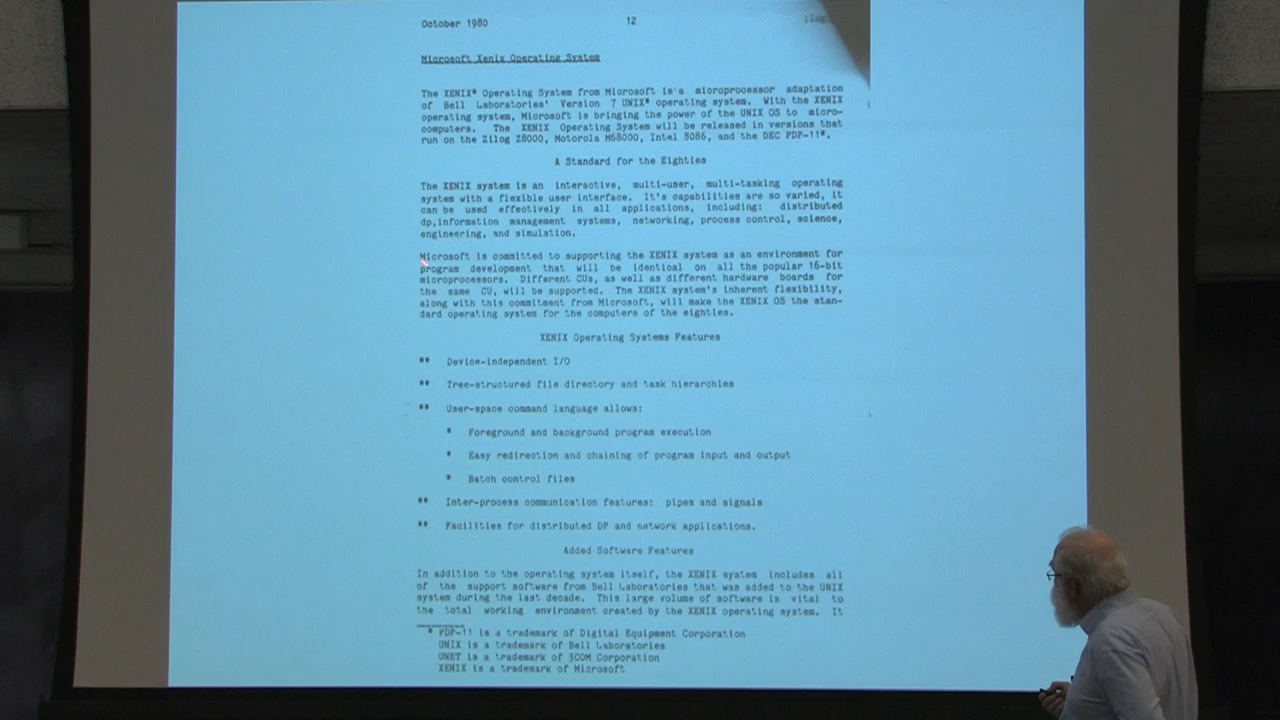 October 1980 12 ;log
Microsoft Xenix Operating System
The XENIX* Operating System from Microsoft is a microprocessor adaptation
of Bell Laboratories' Version 7 UNIX* operating system. With the XENIX
operating system, Microsoft is bringing the power of the UNIX OS to micro-
computers. The XENIX Operating System will be released in versions that
run on the Zilog Z8000, Motorola M68000, Intel 8086, and the DEC PDP-11*.
A Standard for the Eighties
The XENIX system is an interactive, multi-user, multi-tasking operating
system with a flexible user interface. It's capabilities are so varied, it
can be used effectively in all applications, including: distributed
dp,information management systems, networking, process control, science,
engineering, and simulation.
Microsoft is committed to supporting the XENIX system as an environment for
program development that will be identical on all the popular 16-bit
microprocessors. Different CUs, as well as different hardware boards for
the same CU, will be supported. The XENIX system's inherent flexibility,
along with this commitment from Microsoft, will make the XENIX OS the stan-
dard operating system for the computers of the eighties.
XENIX Operating Systems Features
** Device-independent I/O
** Tree-structured file directory and task hierarchies
** User-space command language allows:
* Foreground and background program execution
* Easy redirection and chaining of program input and output
* Batch control files
** Inter-process communication features: pipes and signals
** Facilities for distributed DP and network applications.
Added Software Features
In addition to the operating system itself, the XENIX system includes all
of the support software from Bell Laboratories that was added to the UNIX
system during the last decade. This large volume of software is vital to
the total working environment created by the XENIX operating system. It
* PDP-11 is a trademark of Digital Equipment Corporation
UNIX is a trademark of Bell Laboratories
UNET is a trademark of 3COM Corporation
XENIX is a trademark of Microsoft